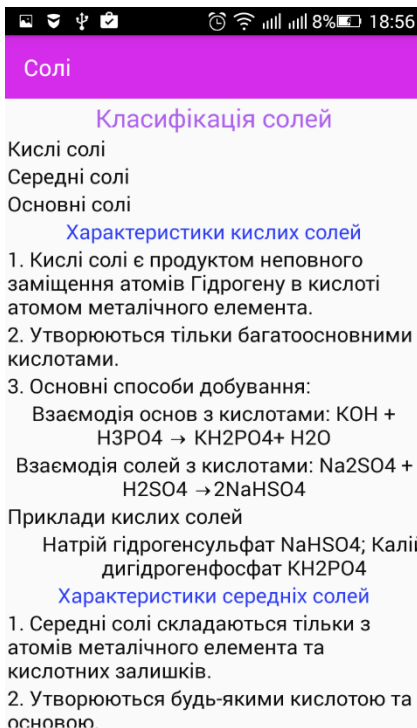 8% 18:56
Солі
Класифікація солей
Кислі солі
Середні солі
Основні солі
Характеристики кислих солей
1. Кислі солі є продуктом неповного
заміщення атомів Гідрогену в кислоті
атомом металічного елемента.
2. Утворюються тільки багатоосновними
кислотами.
3. Основні способи добування:
Взаємодія основ з кислотами: KOH +
H3PO4 → KH2PO4+ H2O
Взаємодія солей з кислотами: Na2SO4 +
H2SO4 →2NaHSO4
Приклади кислих солей
Натрій гідрогенсульфат NaHSO4; Калій
дигідрогенфосфат KH2PO4
Характеристики середніх солей
1. Середні солі складаються тільки з
атомів металічного елемента та
кислотних залишків.
2. Утворюються будь-якими кислотою та
основою.